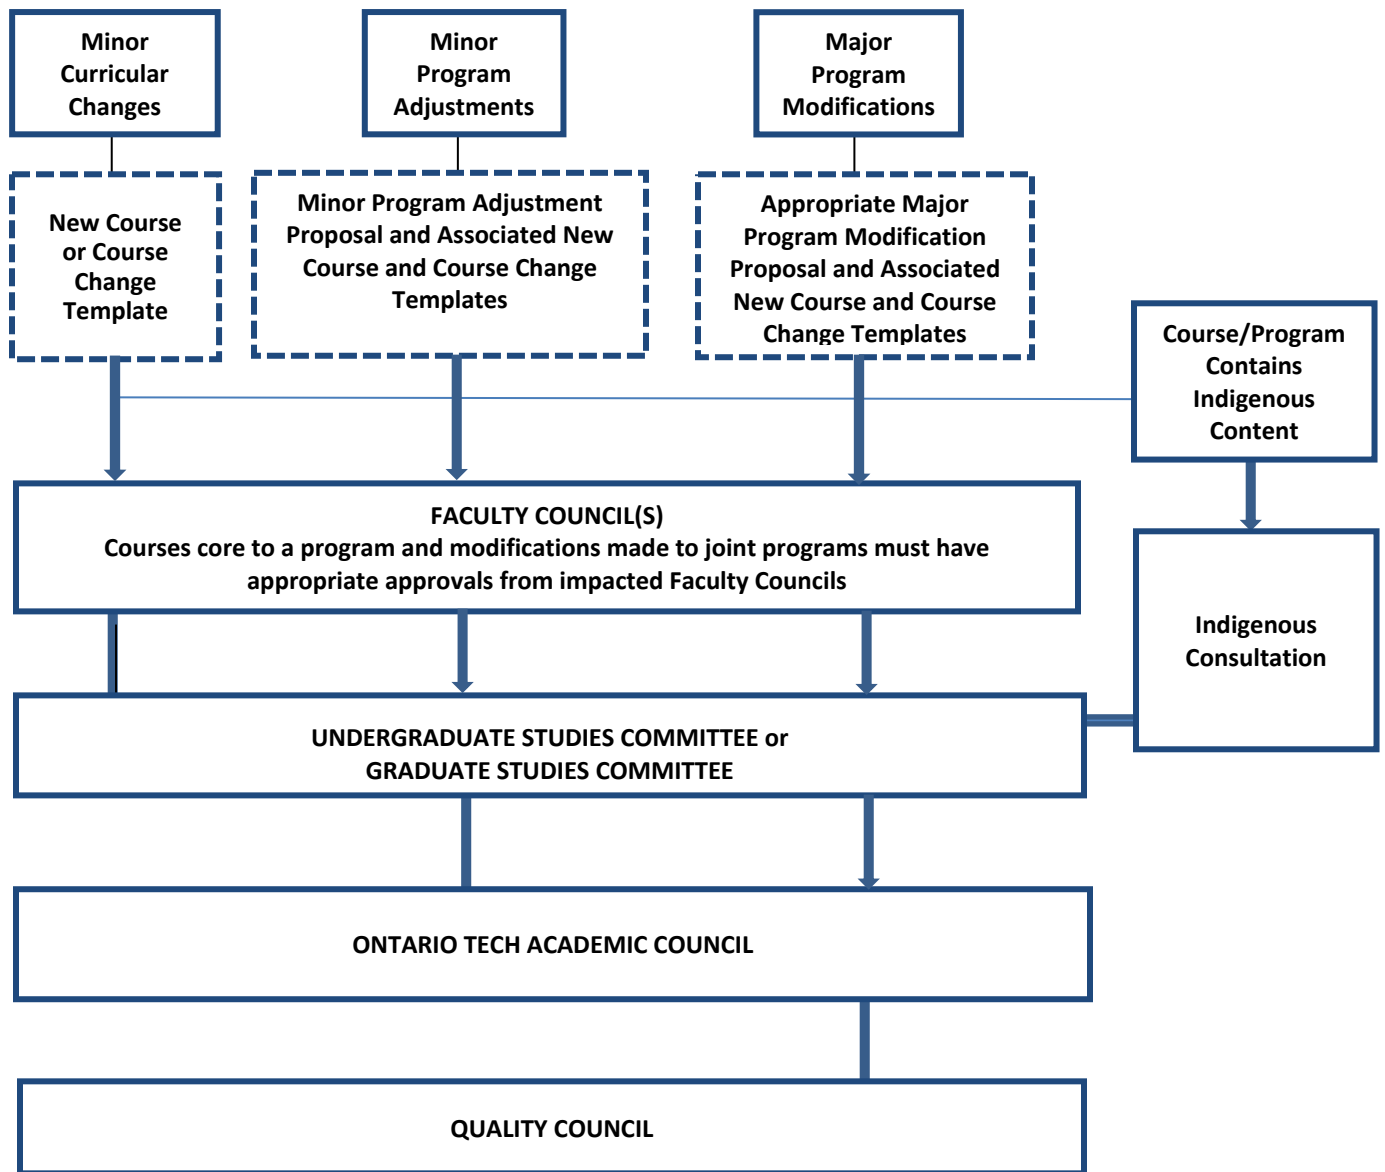 Minor
Curricular
Changes
Minor
Program
Adjustments
Major
Program
Modifications
New Course
or Course
Change
Template
Minor Program Adjustment
Proposal and Associated New
Course and Course Change
Templates
Appropriate Major
Program Modification
Proposal and Associated
New Course and Course
Change Templates
Course/Program
Contains
Indigenous
Content
FACULTY COUNCIL(S)
Courses core to a program and modifications made to joint programs must have
appropriate approvals from impacted Faculty Councils
Indigenous
Consultation
UNDERGRADUATE STUDIES COMMITTEE or
GRADUATE STUDIES COMMITTEE
ONTARIO TECH ACADEMIC COUNCIL
QUALITY COUNCIL